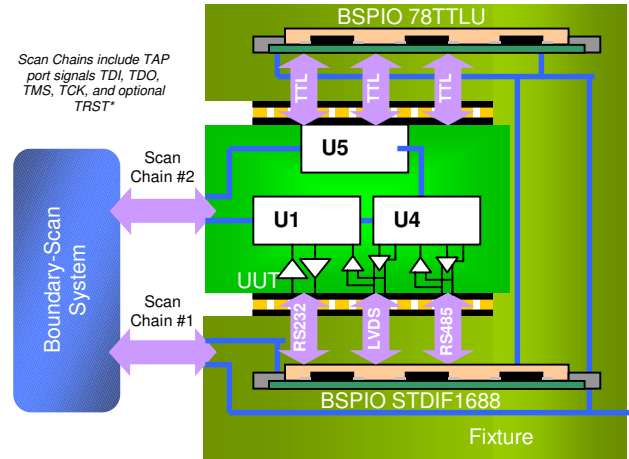 BSPIO 78TTLU
Scan Chains include TAP
port signals TDI, TDO,
TMS, TCK, and optional
TRST*
TTL
TTL
TTL
U5
Scan
Chain #2
U1
U4
Boundary-Scan
System
UUT
Scan
Chain #1
RS232
LVDS
RS485
BSPIO STDIF1688
Fixture